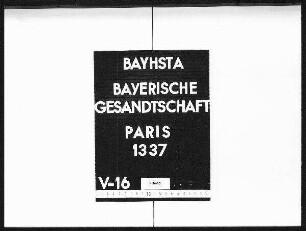 BAYHSTA
BAYERISCHE
GESANDTSCHAFT
PARIS
1337
V-16